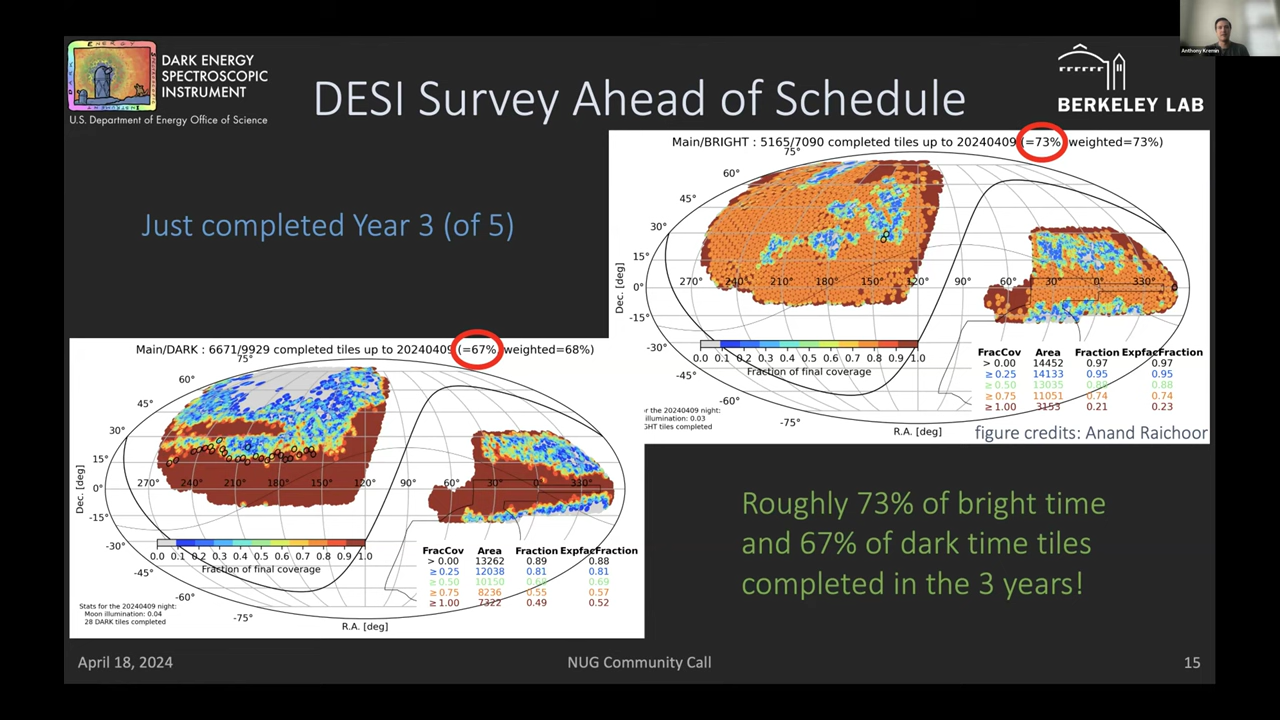 Anthony Kremin
DARK ENERGY
SPECTROSCOPIC
INSTRUMENT
U.S. Department of Energy Office of Science
DESI Survey Ahead of Schedule
BERKELEY LAB
Just completed Year 3 (of 5)
Main/BRIGHT : 5165/7090 completed tiles up to 20240409 (=73%, weighted=73%)
75°
60°
45°
30°
15°
0°
-15°
-30°
-45°
-60°
-75°
270° 240° 210° 180° 150° 120° 90° 60° 30° 0° 330°
Dec. [deg]
R.A. [deg]
0.0 0.1 0.2 0.3 0.4 0.5 0.6 0.7 0.8 0.9 1.0
Fraction of final coverage
FracCov Area Fraction ExpfacFraction
> 0.00 14452 0.97 0.97
≥ 0.25 14133 0.95 0.95
≥ 0.50 13035 0.88 0.88
≥ 0.75 11051 0.74 0.74
≥ 1.00 3153 0.21 0.23
r the 20240409 night:
illumination: 0.03
GHT tiles completed
figure credits: Anand Raichoor
Main/DARK : 6671/9929 completed tiles up to 20240409 (=67%, weighted=68%)
75°
60°
45°
30°
15°
0°
-15°
-30°
-45°
-60°
-75°
270° 240° 210° 180° 150° 120° 90° 60° 30° 0° 330°
Dec. [deg]
R.A. [deg]
0.0 0.1 0.2 0.3 0.4 0.5 0.6 0.7 0.8 0.9 1.0
Fraction of final coverage
FracCov Area Fraction ExpfacFraction
> 0.00 13262 0.89 0.88
≥ 0.25 12038 0.81 0.81
≥ 0.50 10150 0.69
≥ 0.75 8236 0.55 0.57
≥ 1.00 7322 0.49 0.52
Stats for the 20240409 night:
Moon illumination: 0.04
28 DARK tiles completed
Roughly 73% of bright time
and 67% of dark time tiles
completed in the 3 years!
April 18, 2024
NUG Community Call
15